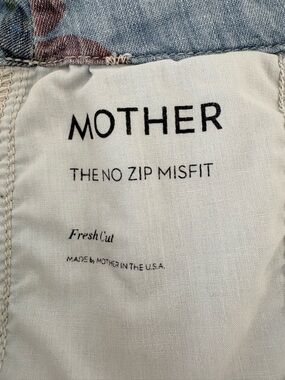 MOTHER
THE NO ZIP MISFIT
Fresh Cut
MADE by MOTHER IN THE U.S.A.